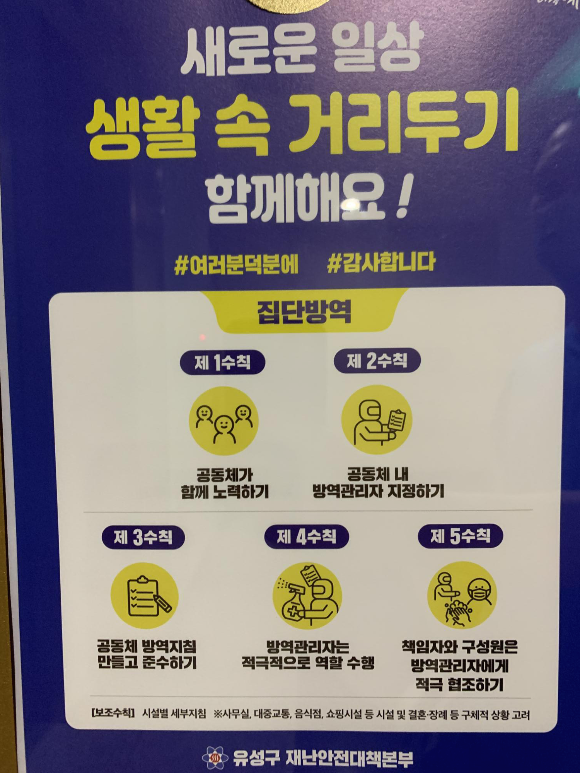 새로운 일상
생활 속 거리두기
함께해요!
#여러분덕분에 #감사합니다
집단방역
제 1수칙
제 2수칙
공동체가
함께 노력하기
공동체 내
방역관리자 지정하기
제 3수칙
제 4수칙
제 5수칙
공동체 방역지침
만들고 준수하기
방역관리자는
적극적으로 역할 수행
책임자와 구성원은
방역관리자에게
적극 협조하기
[보조수칙] 시설별 세부지침 ※사무실, 대중교통, 음식점, 쇼핑시설 등 시설 및 결혼·장례 등 구체적 상황 고려
유성구 재난안전대책본부